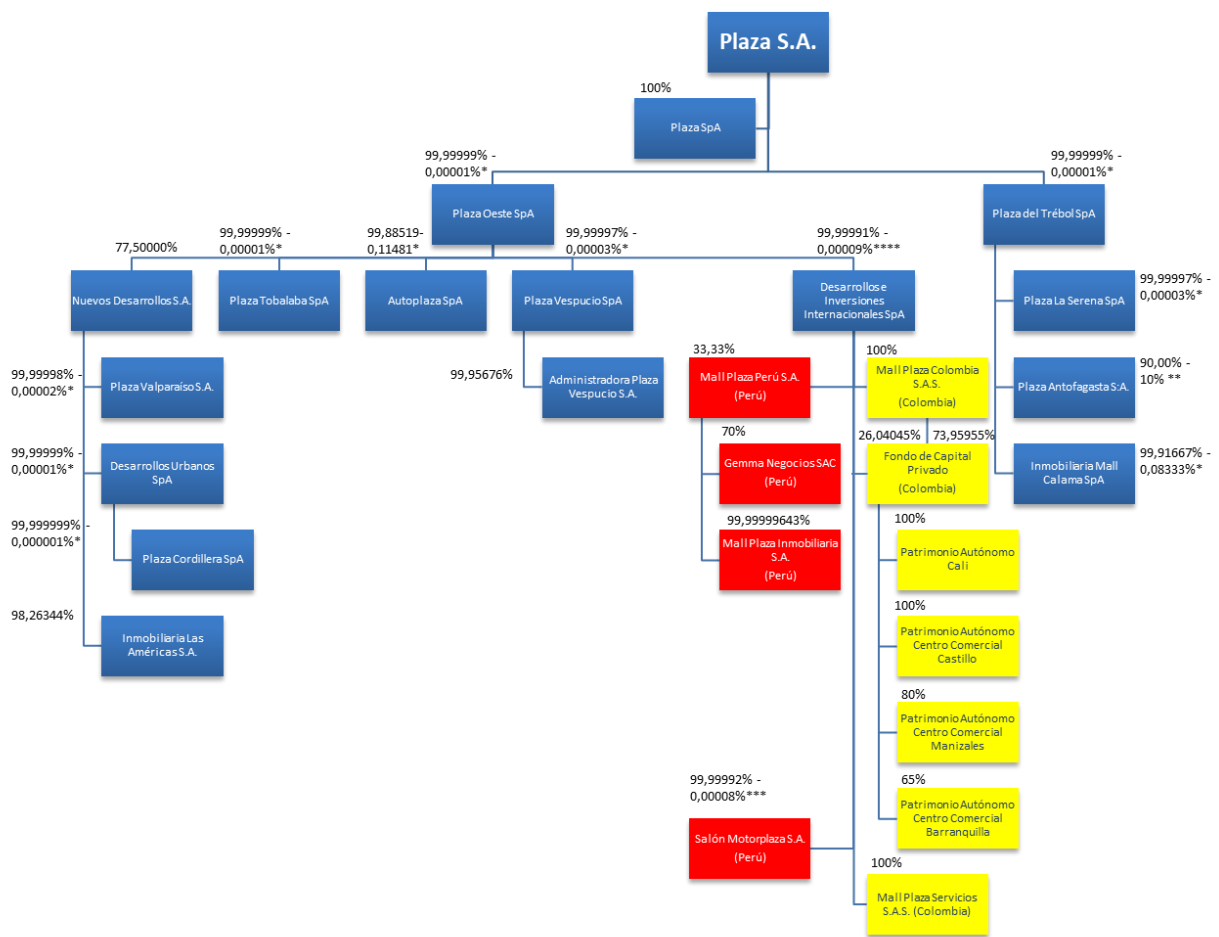 Plaza S.A.
100%
Plaza SpA
99,99999% -
0,00001%*
99,99999% -
0,00001%*
Plaza Oeste SpA
Plaza del Trébol SpA
77,50000%
99,99999% -
0,00001%*
99,88519-
0,11481*
99,99997% -
0,00003%*
99,99991% -
0,00009%****
Nuevos Desarrollos S.A.
Plaza Tobalaba SpA
Autoplaza SpA
Plaza Vespucio SpA
Desarrollos e
Inversiones
Internacionales SpA
Plaza La Serena SpA
99,99997% -
0,00003%*
99,99998% -
0,00002%*
Plaza Valparaíso S.A.
99,95676%
Administradora Plaza
Vespucio S.A.
33,33%
Mall Plaza Perú S.A.
(Perú)
100%
Mall Plaza Colombia
S.A.S.
(Colombia)
Plaza Antofagasta S:A.
90,00% -
10% **
99,99999% -
0,00001%*
Desarrollos Urbanos
SpA
70%
Gemma Negocios SAC
(Perú)
26,04045%
73,95955%
Fondo de Capital
Privado
(Colombia)
Inmobiliaria Mall
Calama SpA
99,91667% -
0,08333%*
99,999999% -
0,000001%*
Plaza Cordillera SpA
99,99999643%
Mall Plaza Inmobiliaria
S.A.
(Perú)
100%
Patrimonio Autónomo
Cali
98,26344%
Inmobiliaria Las
Américas S.A.
100%
Patrimonio Autónomo
Centro Comercial
Castillo
80%
Patrimonio Autónomo
Centro Comercial
Manizales
99,99992% -
0,00008%***
Salón Motorplaza S.A.
(Perú)
65%
Patrimonio Autónomo
Centro Comercial
Barranquilla
100%
Mall Plaza Servicios
S.A.S. (Colombia)